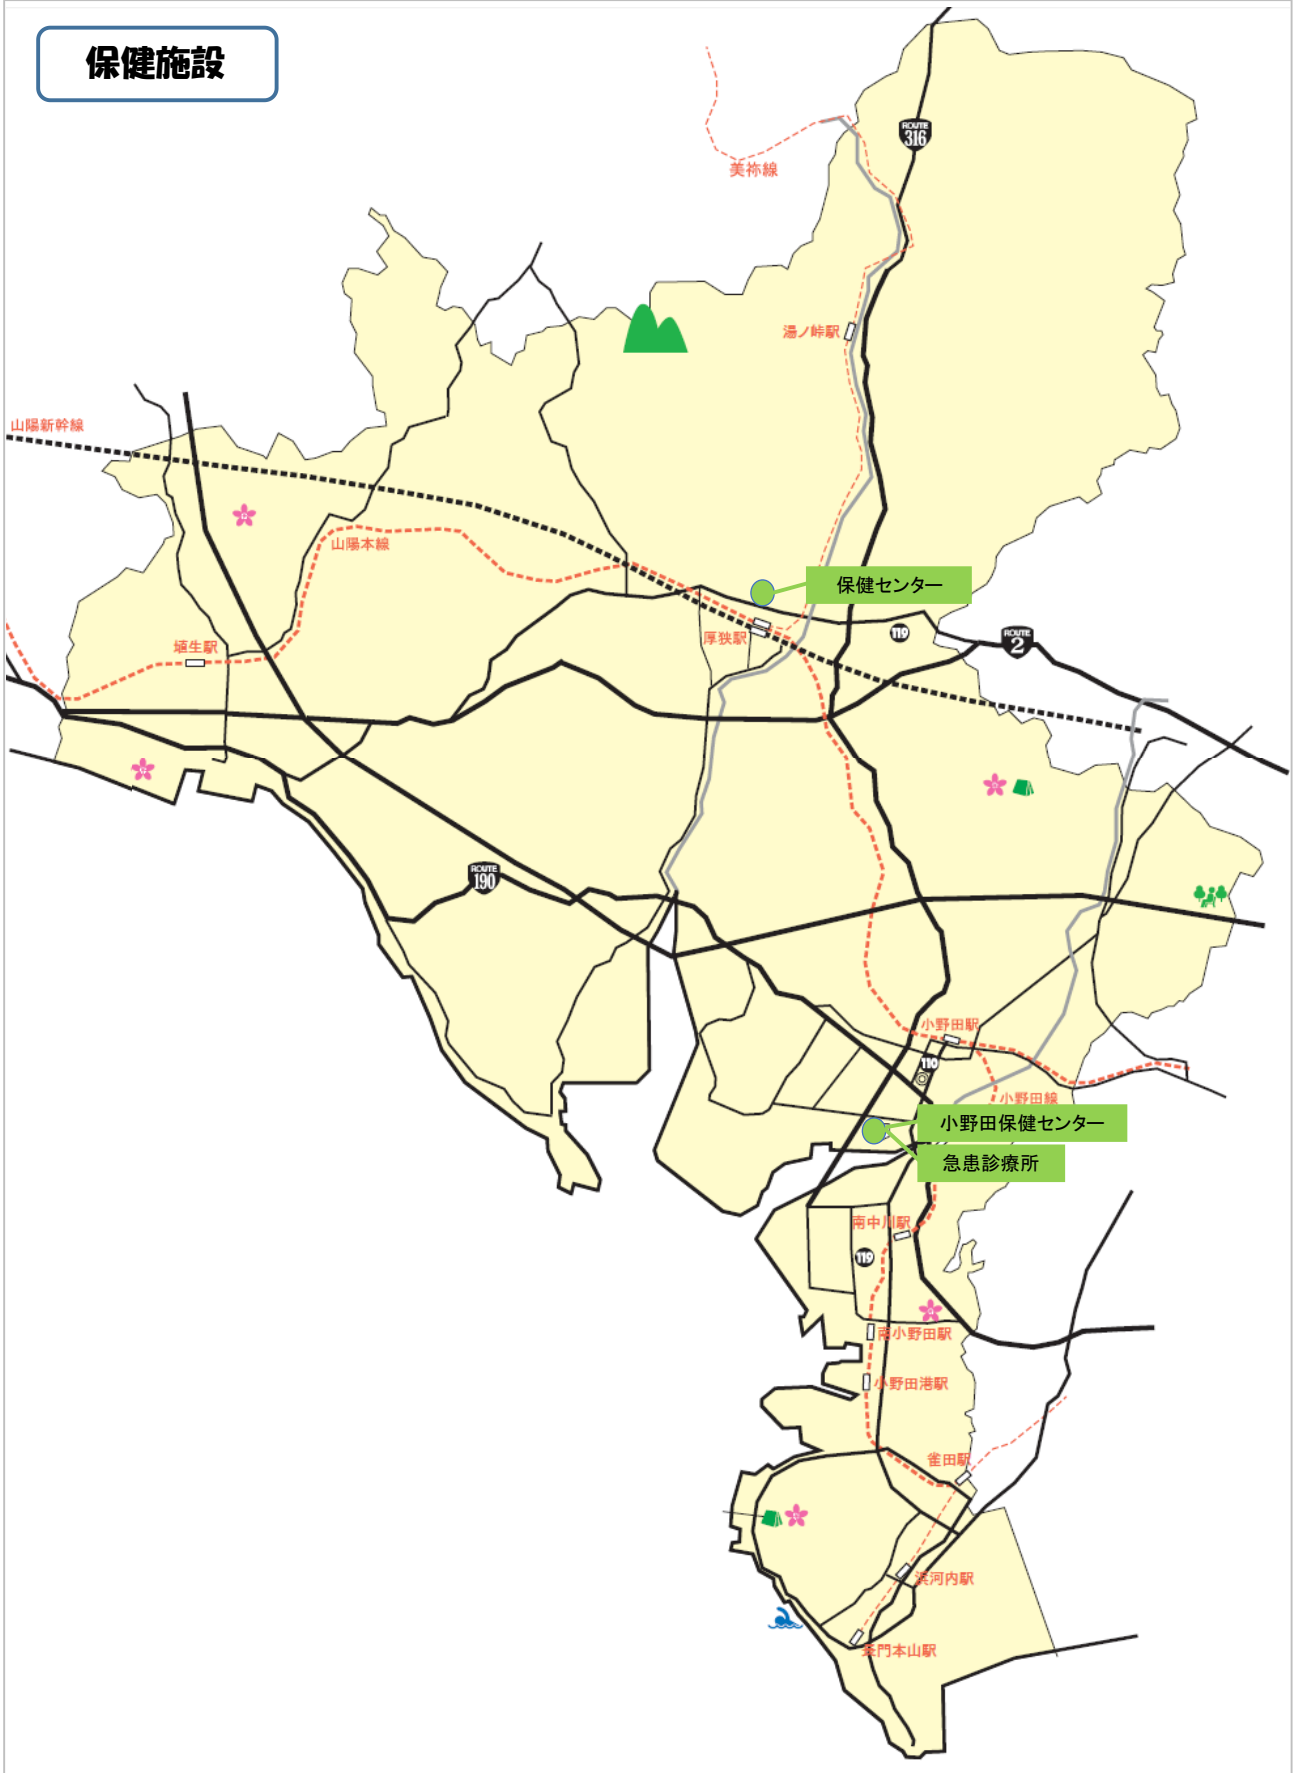 保健施設
ROUTE
316
美祢線
湯ノ峠駅
山陽新幹線
山陽本線
保健センター
119
ROUTE
2
厚狭駅
埴生駅
ROUTE
190
小野田駅
110
小野田線
小野田保健センター
急患診療所
南中川駅
119
南小野田駅
小野田港駅
雀田駅
浜河内駅
長門本山駅